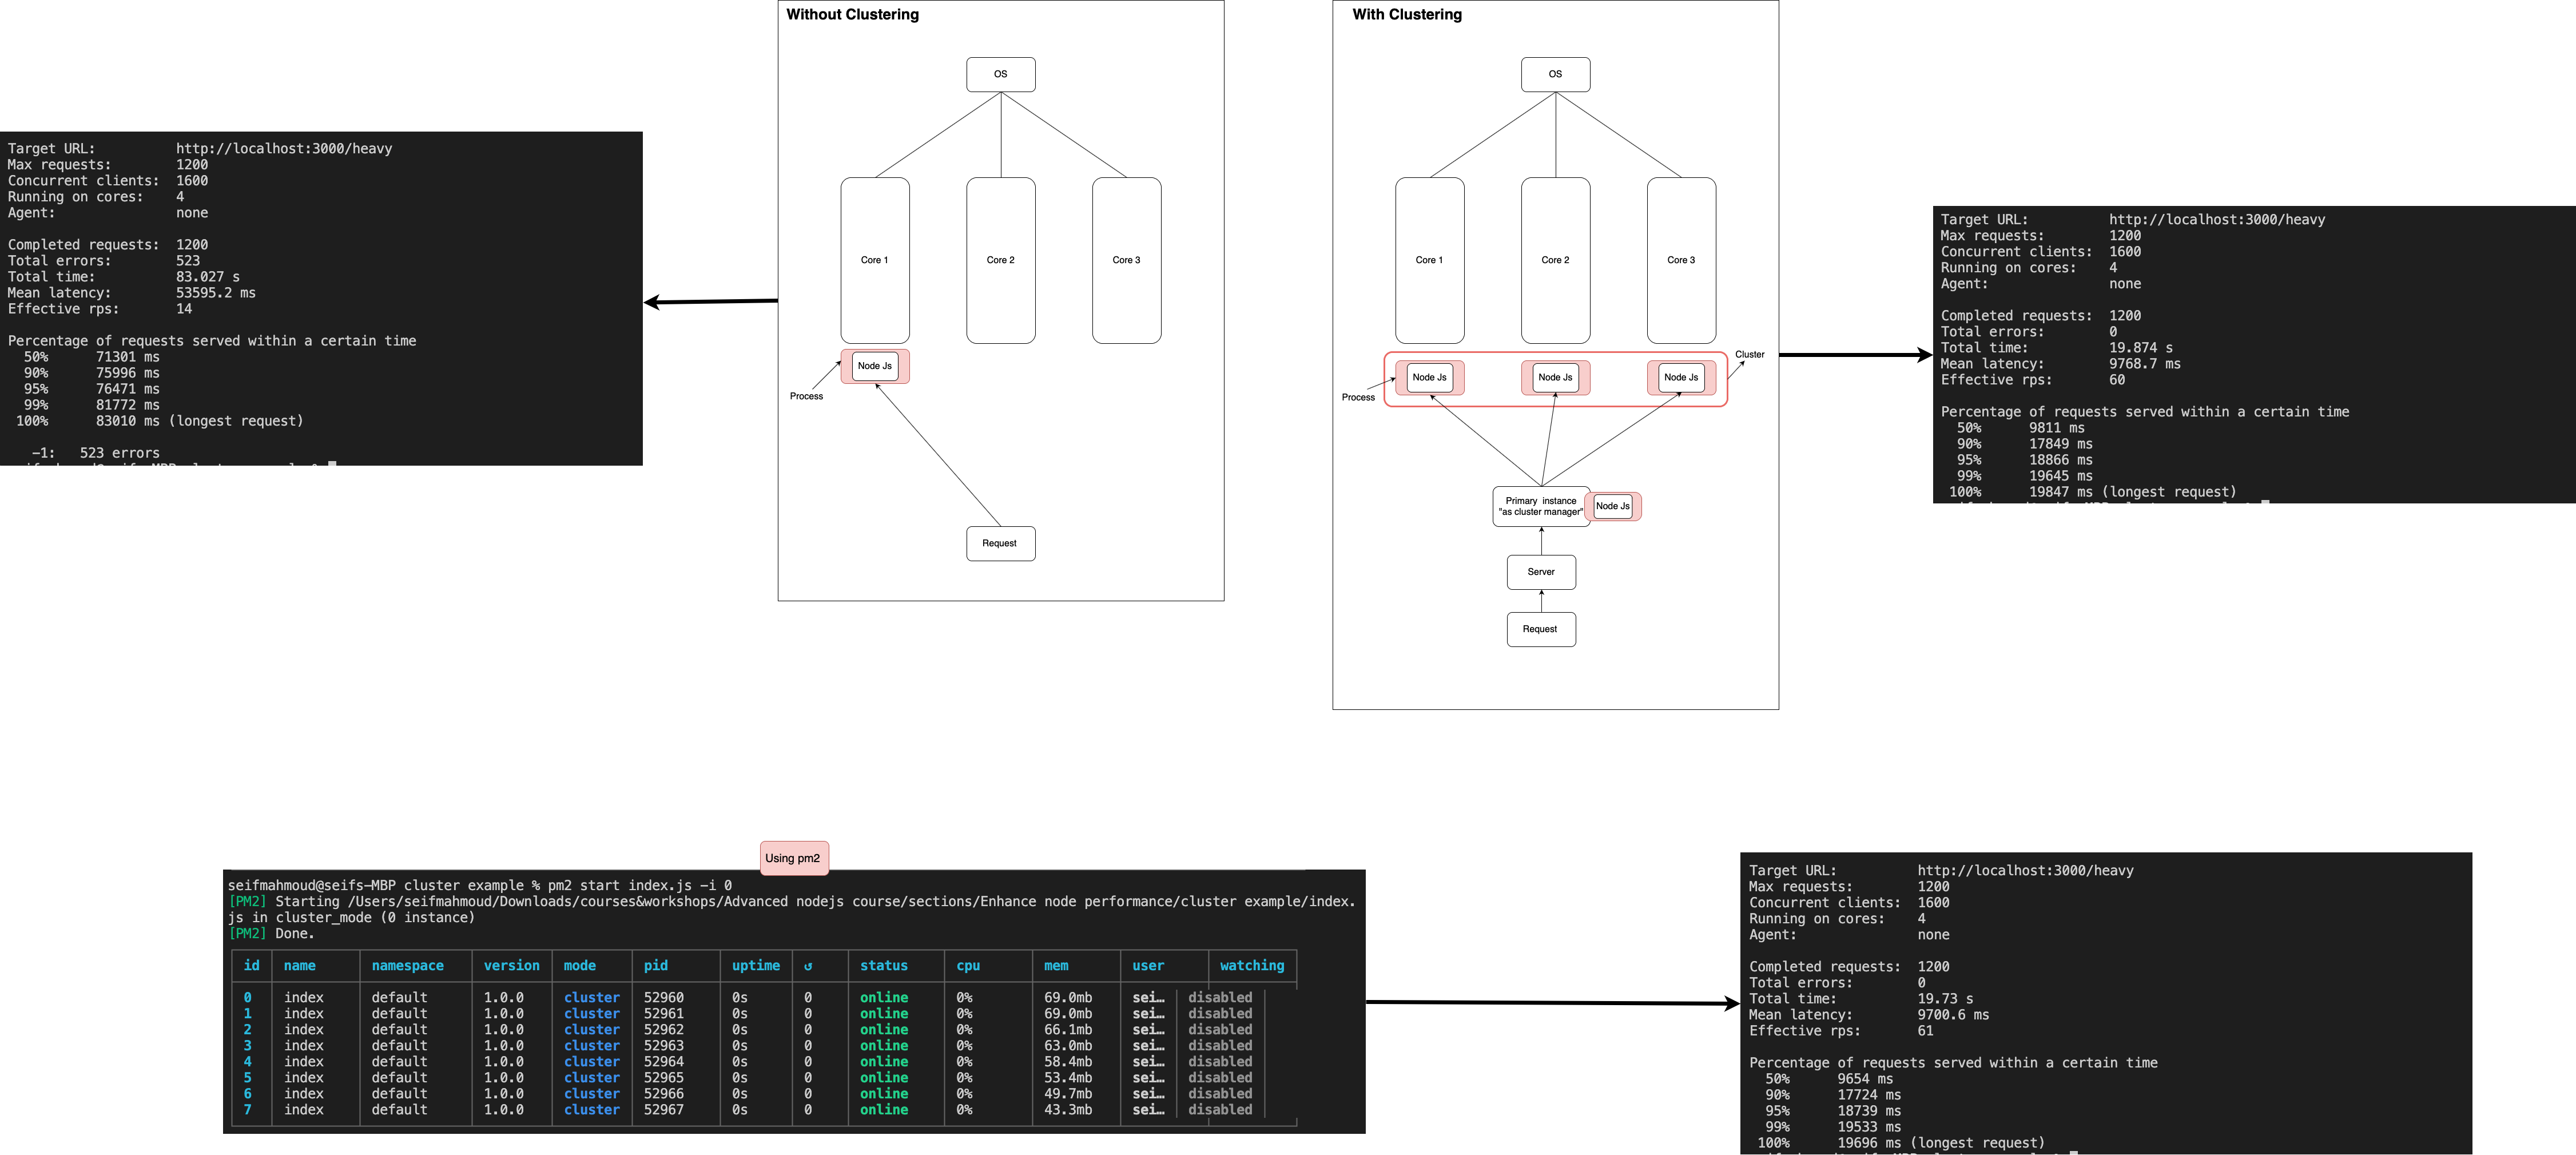 Without Clustering
OS
Core 1
Core 2
Core 3
Node Js
Process
Request
With Clustering
OS
Core 1
Core 2
Core 3
Cluster
Node Js
Node Js
Node Js
Process
Primary instance
"as cluster manager"
Node Js
Server
Request
Target URL: http://localhost:3000/heavy
Max requests: 1200
Concurrent clients: 1600
Running on cores: 4
Agent: none
Completed requests: 1200
Total errors: 523
Total time: 83.027 s
Mean latency: 53595.2 ms
Effective rps: 14
Percentage of requests served within a certain time
50% 71301 ms
90% 75996 ms
95% 76471 ms
99% 81772 ms
100% 83010 ms (longest request)
-1: 523 errors
Target URL: http://localhost:3000/heavy
Max requests: 1200
Concurrent clients: 1600
Running on cores: 4
Agent: none
Completed requests: 1200
Total errors: 0
Total time: 19.874 s
Mean latency: 9768.7 ms
Effective rps: 60
Percentage of requests served within a certain time
50% 9811 ms
90% 17849 ms
95% 18866 ms
99% 19645 ms
100% 19847 ms (longest request)
Using pm2
seifmahmoud@seifs-MBP cluster example % pm2 start index.js -i 0
[PM2] Starting /Users/seifmahmoud/Downloads/courses&workshops/Advanced nodejs course/sections/Enhance node performance/cluster example/index.
js in cluster_mode (0 instance)
[PM2] Done.
id name namespace version mode pid uptime ↺ status cpu mem user watching
0 index default 1.0.0 cluster 52960 0s 0 online 0% 69.0mb sei… disabled
1 index default 1.0.0 cluster 52961 0s 0 online 0% 69.0mb sei… disabled
2 index default 1.0.0 cluster 52962 0s 0 online 0% 66.1mb sei… disabled
3 index default 1.0.0 cluster 52963 0s 0 online 0% 63.0mb sei… disabled
4 index default 1.0.0 cluster 52964 0s 0 online 0% 58.4mb sei… disabled
5 index default 1.0.0 cluster 52965 0s 0 online 0% 53.4mb sei… disabled
6 index default 1.0.0 cluster 52966 0s 0 online 0% 49.7mb sei… disabled
7 index default 1.0.0 cluster 52967 0s 0 online 0% 43.3mb sei… disabled
Target URL: http://localhost:3000/heavy
Max requests: 1200
Concurrent clients: 1600
Running on cores: 4
Agent: none
Completed requests: 1200
Total errors: 0
Total time: 19.73 s
Mean latency: 9700.6 ms
Effective rps: 61
Percentage of requests served within a certain time
50% 9654 ms
90% 17724 ms
95% 18739 ms
99% 19533 ms
100% 19696 ms (longest request)